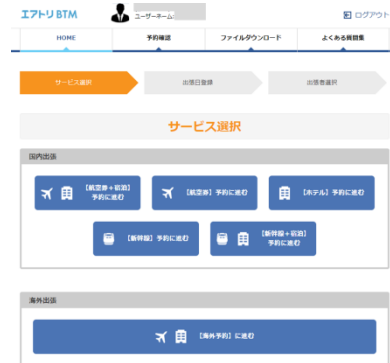 エアトリBTM
ユーザーネーム:
ログアウト
HOME
予約確認
ファイルダウンロード
よくある質問集
サービス選択
出張日登録
出張者選択
サービス選択
国内出張
【航空券+宿泊】
予約に進む
【航空券】予約に進む
【ホテル】予約に進む
【新幹線】予約に進む
【新幹線+宿泊】
予約に進む
海外出張
【海外予約】に進む